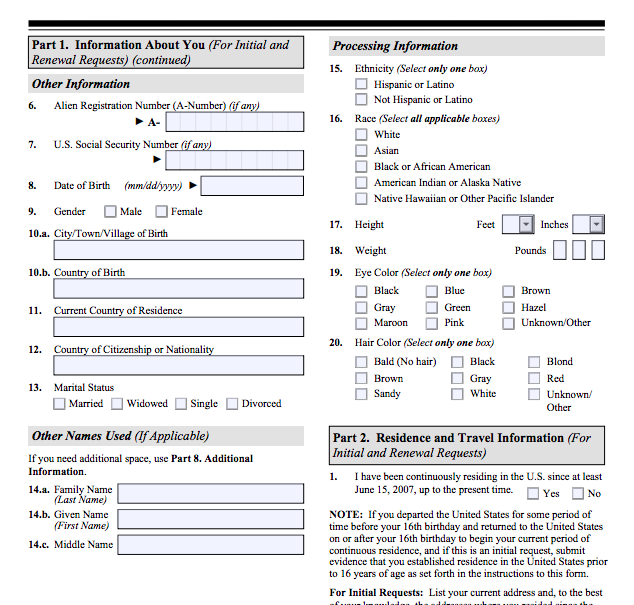 Part 1. Information About You (For Initial and
Renewal Requests) (continued)
Other Information
6. Alien Registration Number (A-Number) (if any)
► A-
7. U.S. Social Security Number (if any)
►
8. Date of Birth (mm/dd/yyyy) ►
9. Gender Male Female
10.a. City/Town/Village of Birth
10.b. Country of Birth
11. Current Country of Residence
12. Country of Citizenship or Nationality
13. Marital Status
Married Widowed Single Divorced
Other Names Used (If Applicable)
If you need additional space, use Part 8. Additional
Information.
14.a. Family Name
(Last Name)
14.b. Given Name
(First Name)
14.c. Middle Name
Processing Information
15. Ethnicity (Select only one box)
Hispanic or Latino
Not Hispanic or Latino
16. Race (Select all applicable boxes)
White
Asian
Black or African American
American Indian or Alaska Native
Native Hawaiian or Other Pacific Islander
17. Height Feet Inches
18. Weight Pounds
19. Eye Color (Select only one box)
Black Blue Brown
Gray Green Hazel
Maroon Pink Unknown/Other
20. Hair Color (Select only one box)
Bald (No hair) Black Blond
Brown Gray Red
Sandy White Unknown/
Other
Part 2. Residence and Travel Information (For
Initial and Renewal Requests)
1. I have been continuously residing in the U.S. since at least
June 15, 2007, up to the present time. Yes No
NOTE: If you departed the United States for some period of
time before your 16th birthday and returned to the United States
on or after your 16th birthday to begin your current period of
continuous residence, and if this is an initial request, submit
evidence that you established residence in the United States prior
to 16 years of age as set forth in the instructions to this form.
For Initial Requests: List your current address and, to the best
of your knowledge, the addresses where you resided since the